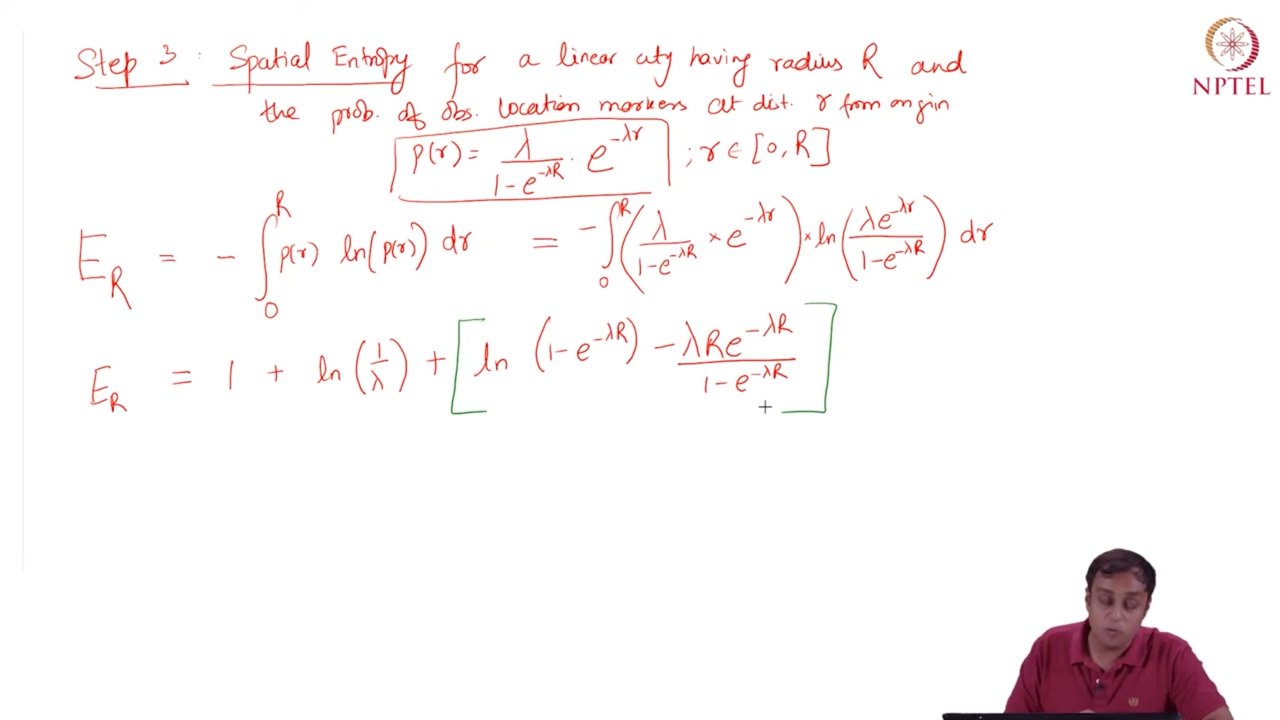 Step 3 : Spatial Entropy for a linear city having radius R and
the prob. of obs. location markers at dist. r from origin
p(r) = λ / (1 - e^{-λR}) · e^{-λr} ; r ∈ [0, R]
E_R = - ∫_0^R p(r) ln(p(r)) dr = - ∫_0^R (λ / (1 - e^{-λR}) × e^{-λr}) × ln(λe^{-λr} / (1 - e^{-λR})) dr
E_R = 1 + ln(1/λ) + [ln (1 - e^{-λR}) - λRe^{-λR} / (1 - e^{-λR})]
NPTEL